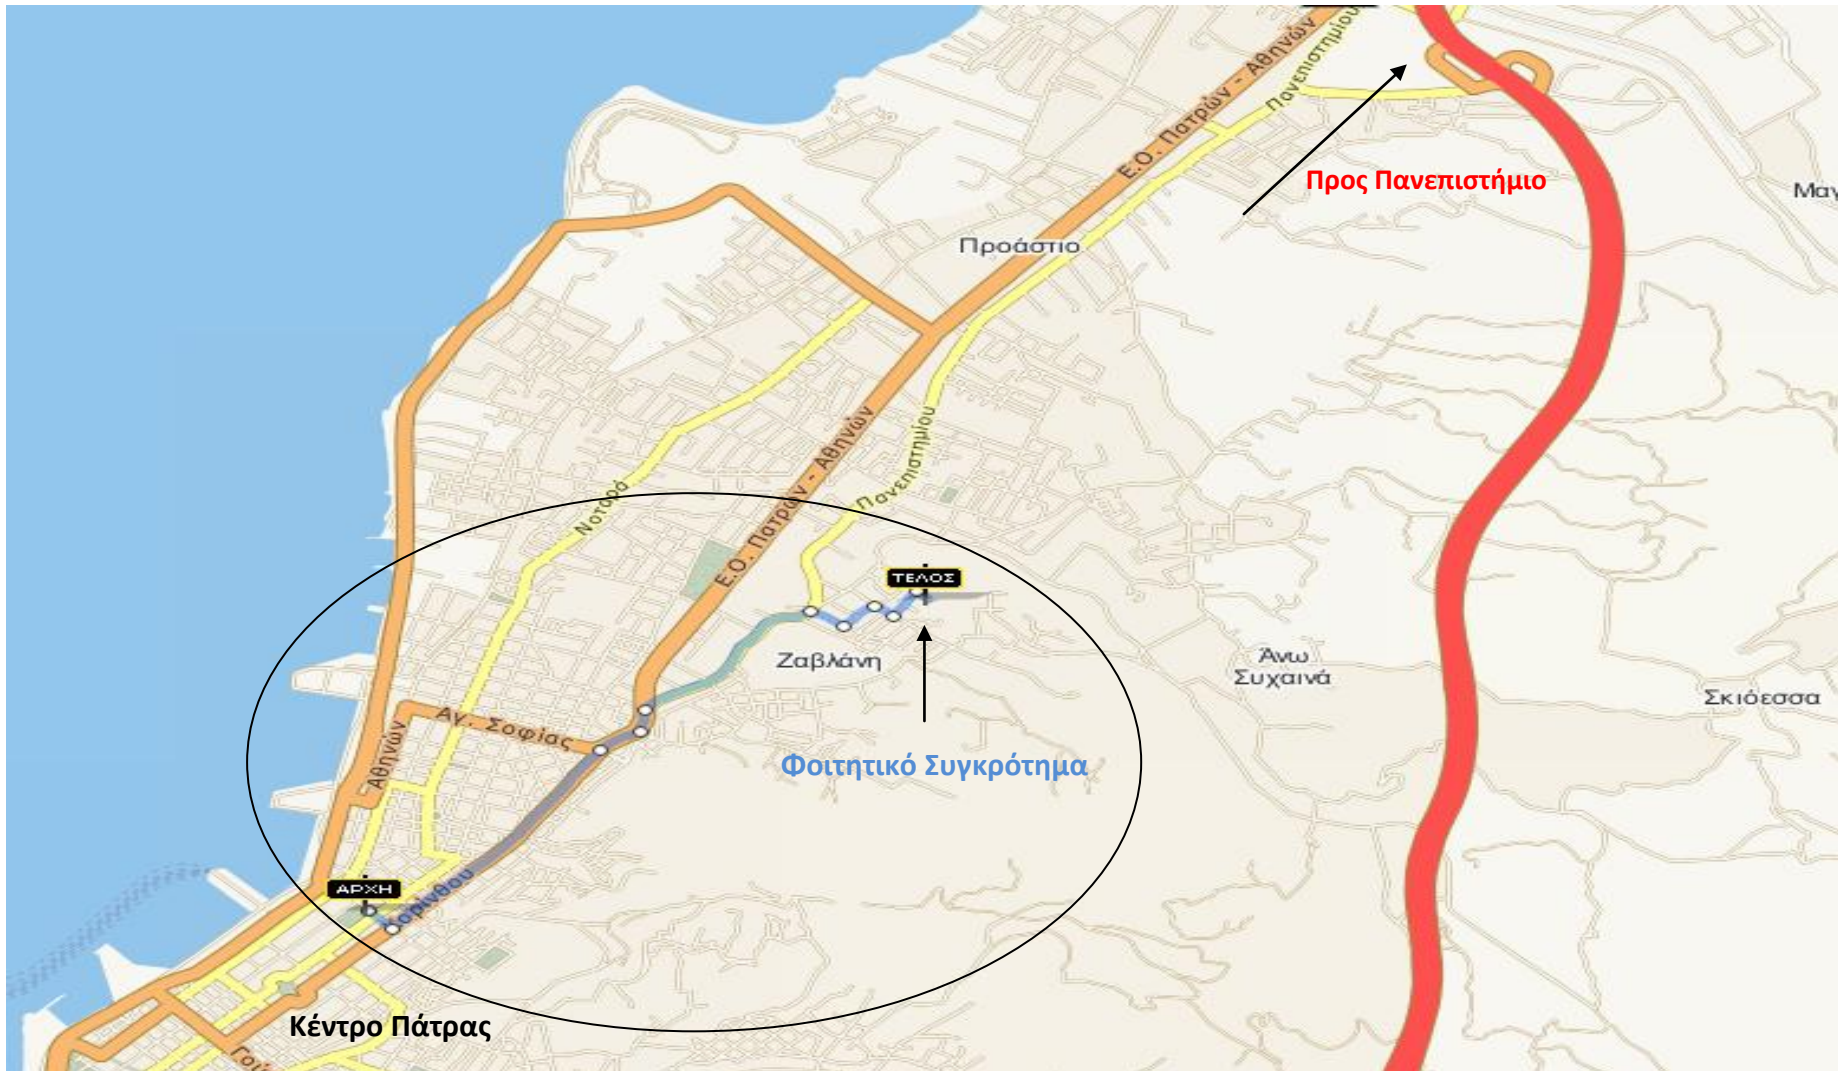 Ε.Ο. Πατρών - Αθηνών
Πανεπιστημίου
Προς Πανεπιστήμιο
Μαγ
Προάστιο
Ε.Ο. Πατρών - Αθηνών
Πανεπιστημίου
Νοταρά
ΤΕΛΟΣ
Ζαβλάνη
Άνω
Συχαινά
Σκιόεσσα
Αγ. Σοφίας
Αθηνών
Φοιτητικό Συγκρότημα
ΑΡΧΗ
Κορίνθου
Κέντρο Πάτρας